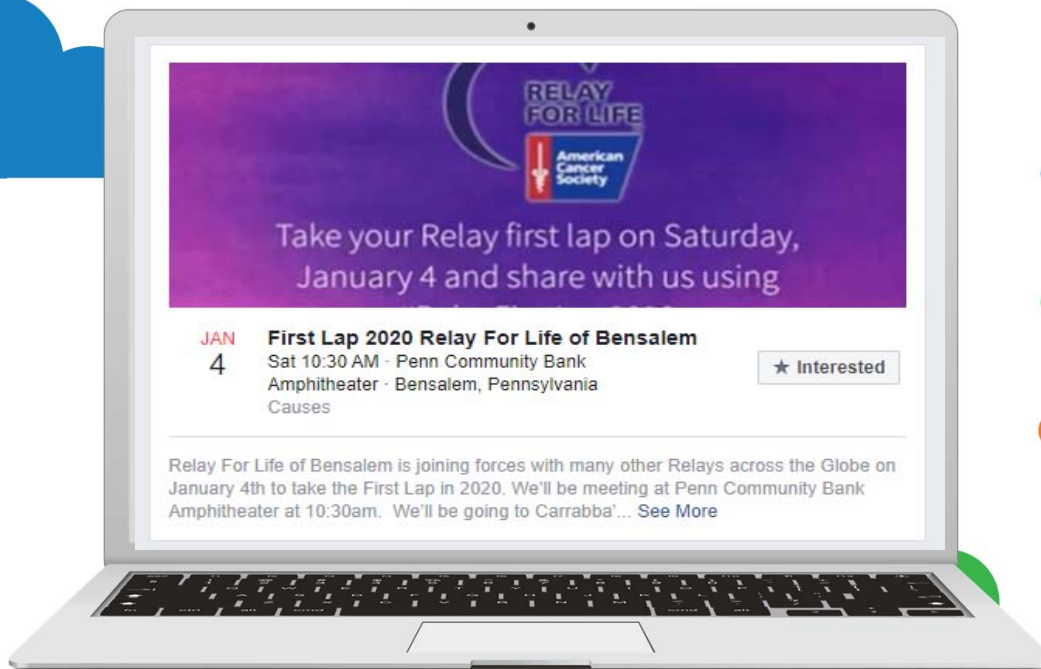 RELAY
FOR LIFE
American
Cancer
Society
Take your Relay first lap on Saturday,
January 4 and share with us using
JAN
4
First Lap 2020 Relay For Life of Bensalem
Sat 10:30 AM · Penn Community Bank
Amphitheater · Bensalem, Pennsylvania
Causes
★ Interested
Relay For Life of Bensalem is joining forces with many other Relays across the Globe on
January 4th to take the First Lap in 2020. We'll be meeting at Penn Community Bank
Amphitheater at 10:30am. We'll be going to Carrabba'... See More